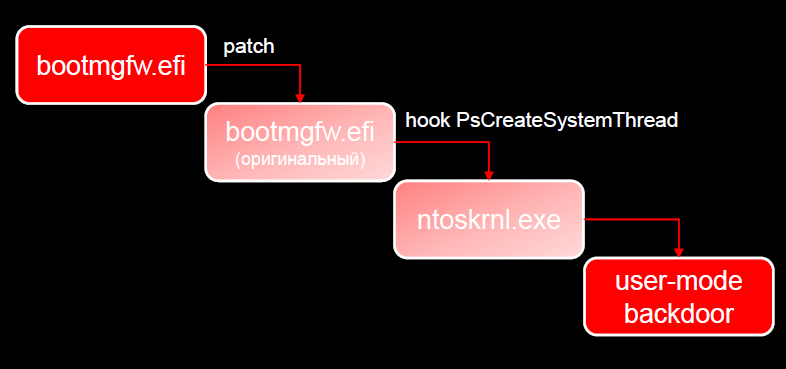 bootmgfw.efi
patch
bootmgfw.efi
(оригинальный)
hook PsCreateSystemThread
ntoskrnl.exe
user-mode
backdoor